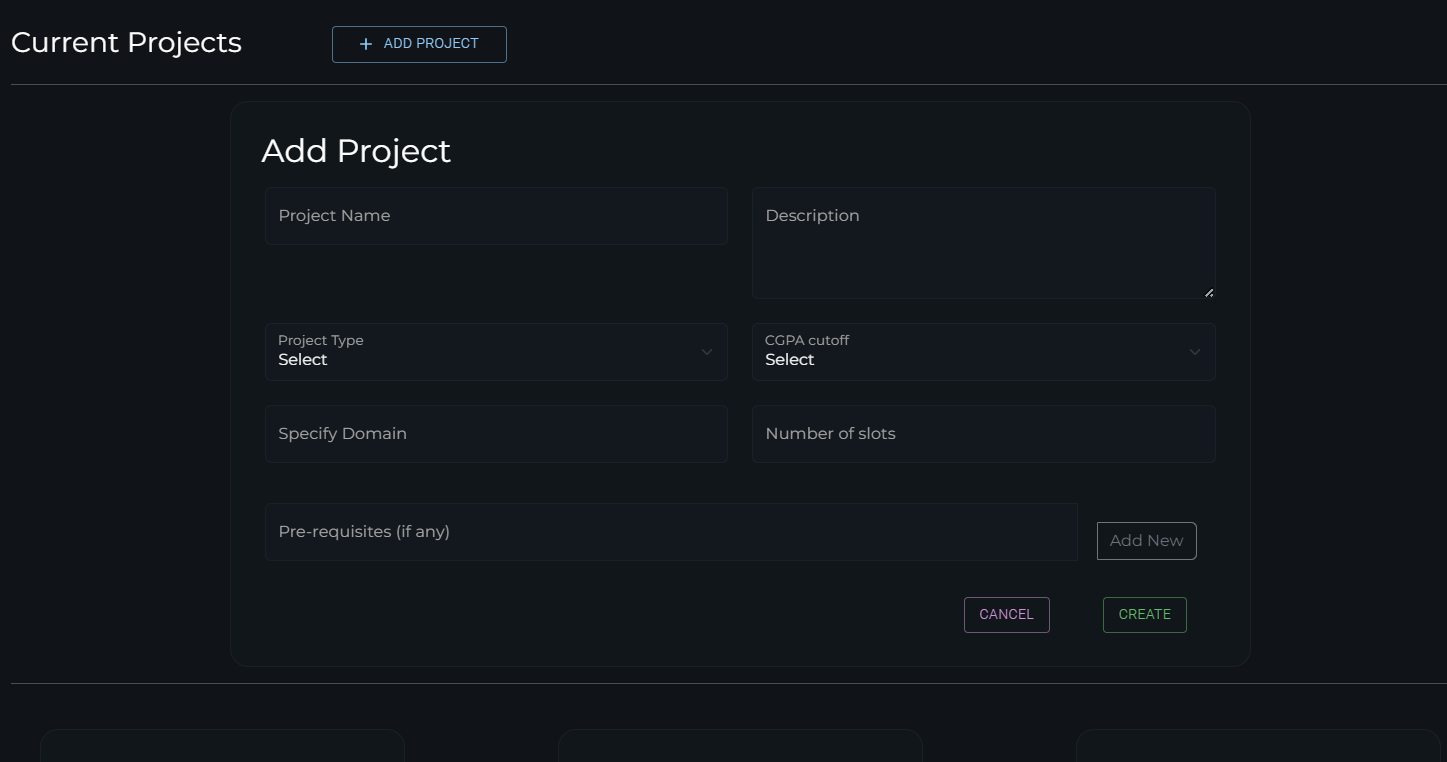 Current Projects
ADD PROJECT
Add Project
Project Name
Description
Project Type
Select
CGPA cutoff
Select
Specify Domain
Number of slots
Pre-requisites (if any)
Add New
CANCEL
CREATE